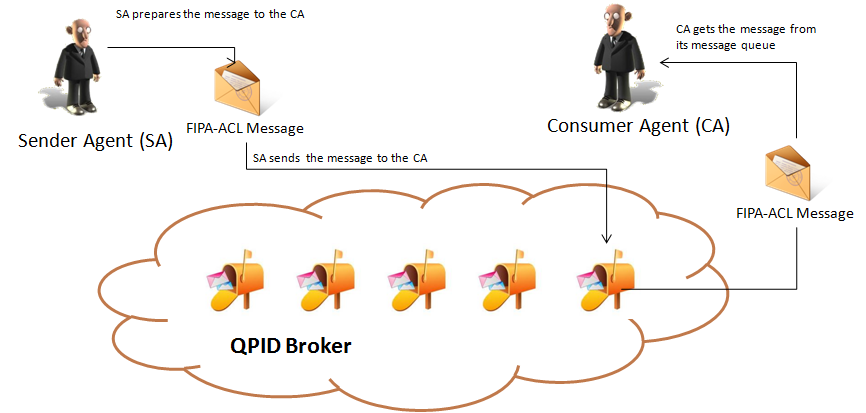 SA prepares the message to the CA
CA gets the message from
its message queue
FIPA-ACL Message
Sender Agent (SA)
Consumer Agent (CA)
SA sends the message to the CA
FIPA-ACL Message
QPID Broker